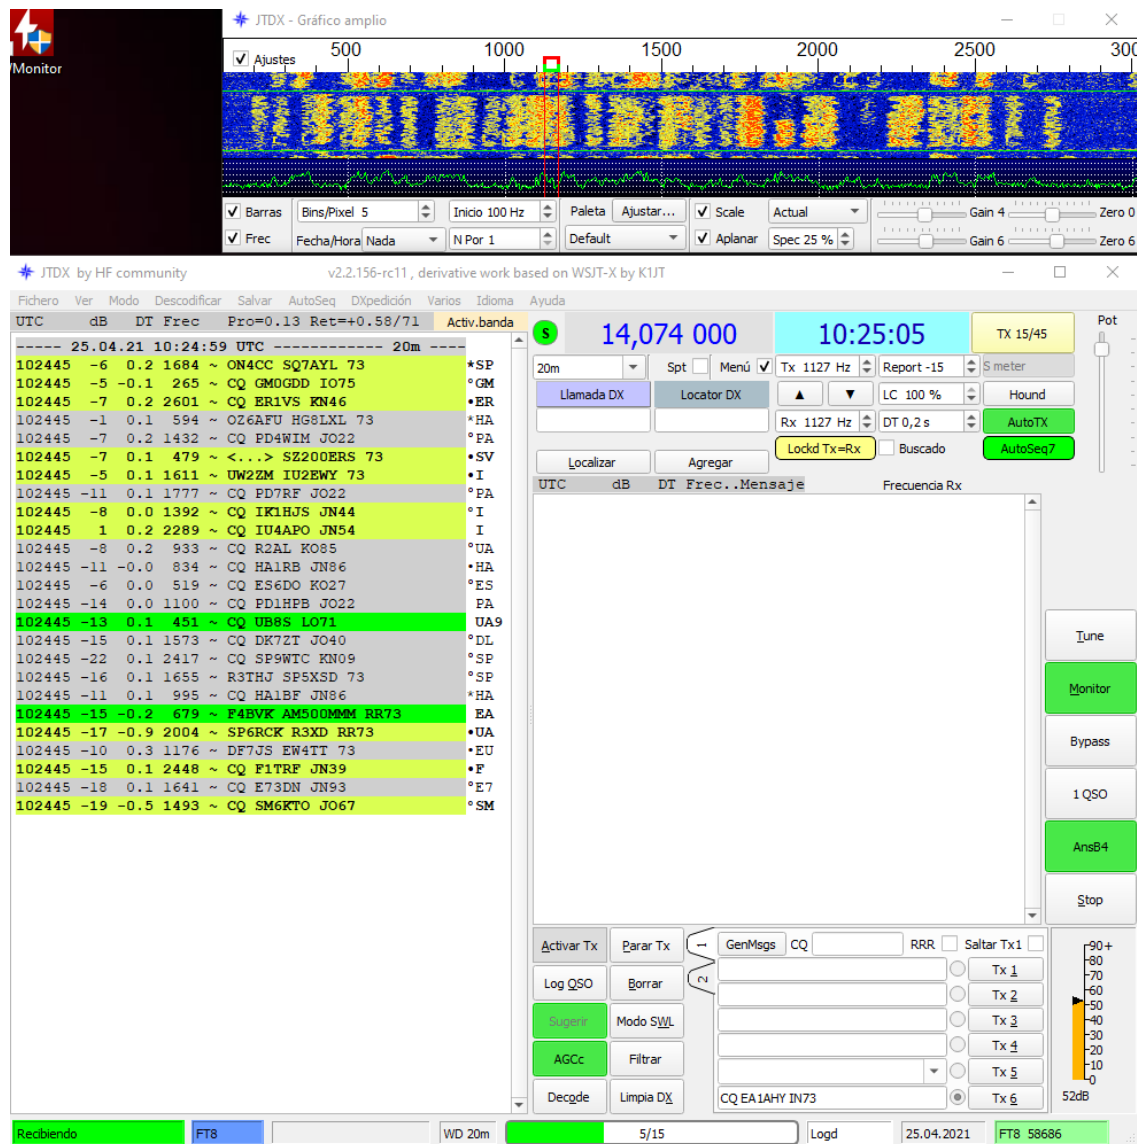 JTDX - Gráfico amplio
/Monitor
Ajustes
500 1000 1500 2000 2500 300
Barras Bins/Pixel 5 Inicio 100 Hz Paleta Ajustar... Scale Actual Gain 4 Zero 0
Frec Fecha/Hora Nada N Por 1 Default Aplanar Spec 25 % Gain 6 Zero 6
JTDX by HF community v2.2.156-rc11 , derivative work based on WSJT-X by K1JT
Fichero Ver Modo Descodificar Salvar AutoSeq DXpedición Varios Idioma Ayuda
UTC dB DT Frec Pro=0.13 Ret=+0.58/71 Activ.banda
----- 25.04.21 10:24:59 UTC ------------ 20m ----
102445 -6 0.2 1684 ~ ON4CC SQ7AYL 73 *SP
102445 -5 -0.1 265 ~ CQ GM0GDD IO75 °GM
102445 -7 0.2 2601 ~ CQ ER1VS KN46 •ER
102445 -1 0.1 594 ~ OZ6AFU HG8LXL 73 *HA
102445 -7 0.2 1432 ~ CQ PD4WIM JO22 °PA
102445 -7 0.1 479 ~ <...> SZ200ERS 73 •SV
102445 -5 0.1 1611 ~ UW2ZM IU2EWY 73 •I
102445 -11 0.1 1777 ~ CQ PD7RF JO22 °PA
102445 -8 0.0 1392 ~ CQ IK1HJS JN44 °I
102445 1 0.2 2289 ~ CQ IU4APO JN54 I
102445 -8 0.2 933 ~ CQ R2AL KO85 °UA
102445 -11 -0.0 834 ~ CQ HA1RB JN86 •HA
102445 -6 0.0 519 ~ CQ ES6DO KO27 °ES
102445 -14 0.0 1100 ~ CQ PD1HPB JO22 PA
102445 -13 0.1 451 ~ CQ UB8S LO71 UA9
102445 -15 0.1 1573 ~ CQ DK7ZT JO40 °DL
102445 -22 0.1 2417 ~ CQ SP9WTC KN09 °SP
102445 -16 0.1 1655 ~ R3THJ SP5XSD 73 °SP
102445 -11 0.1 995 ~ CQ HA1BF JN86 *HA
102445 -15 -0.2 679 ~ F4BVK AM500MMM RR73 EA
102445 -17 -0.9 2004 ~ SP6RCK R3XD RR73 •UA
102445 -10 0.3 1176 ~ DF7JS EW4TT 73 •EU
102445 -15 0.1 2448 ~ CQ F1TRF JN39 •F
102445 -18 0.1 1641 ~ CQ E73DN JN93 °E7
102445 -19 -0.5 1493 ~ CQ SM6KTO JO67 °SM
S 14,074 000 10:25:05 TX 15/45 Pot
20m Spt Menú Tx 1127 Hz Report -15 S meter
Llamada DX Locator DX ▲ ▼ LC 100 % Hound
Rx 1127 Hz DT 0,2 s AutoTX
Localizar Agregar Lockd Tx=Rx Buscado AutoSeq7
UTC dB DT Frec..Mensaje Frecuencia Rx
Tune
Monitor
Bypass
1 QSO
AnsB4
Stop
Activar Tx Parar Tx 1 GenMsgs CQ RRR Saltar Tx1
Log QSO Borrar 2 Tx 1
Tx 2
Sugerir Modo SWL Tx 3
AGCc Filtrar Tx 4
Tx 5
Decode Limpia DX CQ EA1AHY IN73 Tx 6
90+
80
70
60
50
40
30
20
10
0
52dB
Recibiendo FT8 WD 20m 5/15 Logd 25.04.2021 FT8 58686